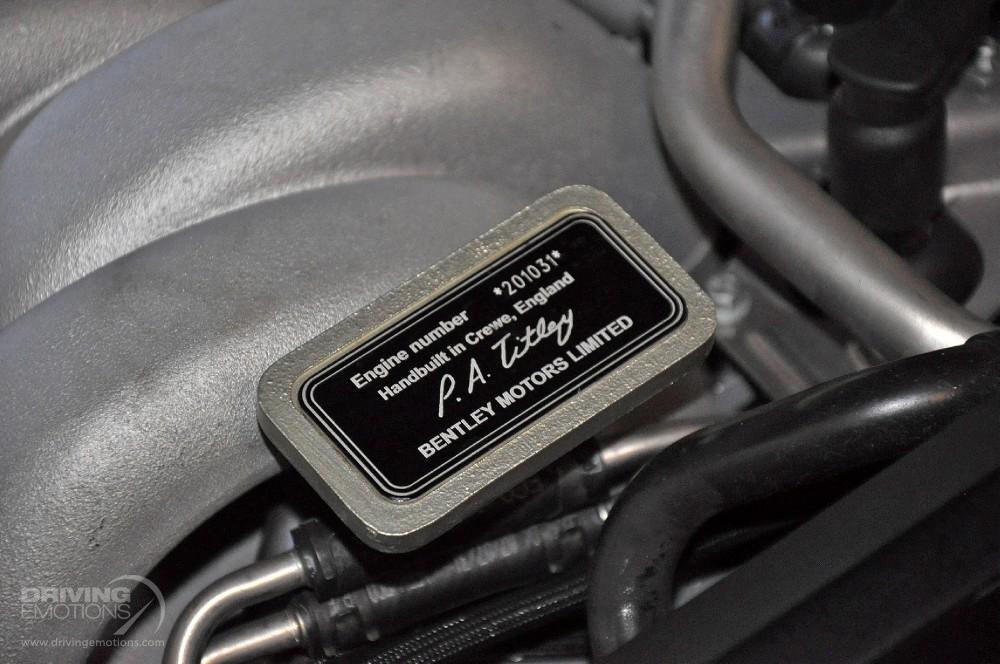 Engine number *201031*
Handbuilt in Crewe, England
P.A. Titley
BENTLEY MOTORS LIMITED
DRIVING
EMOTIONS
www.drivingemotions.com